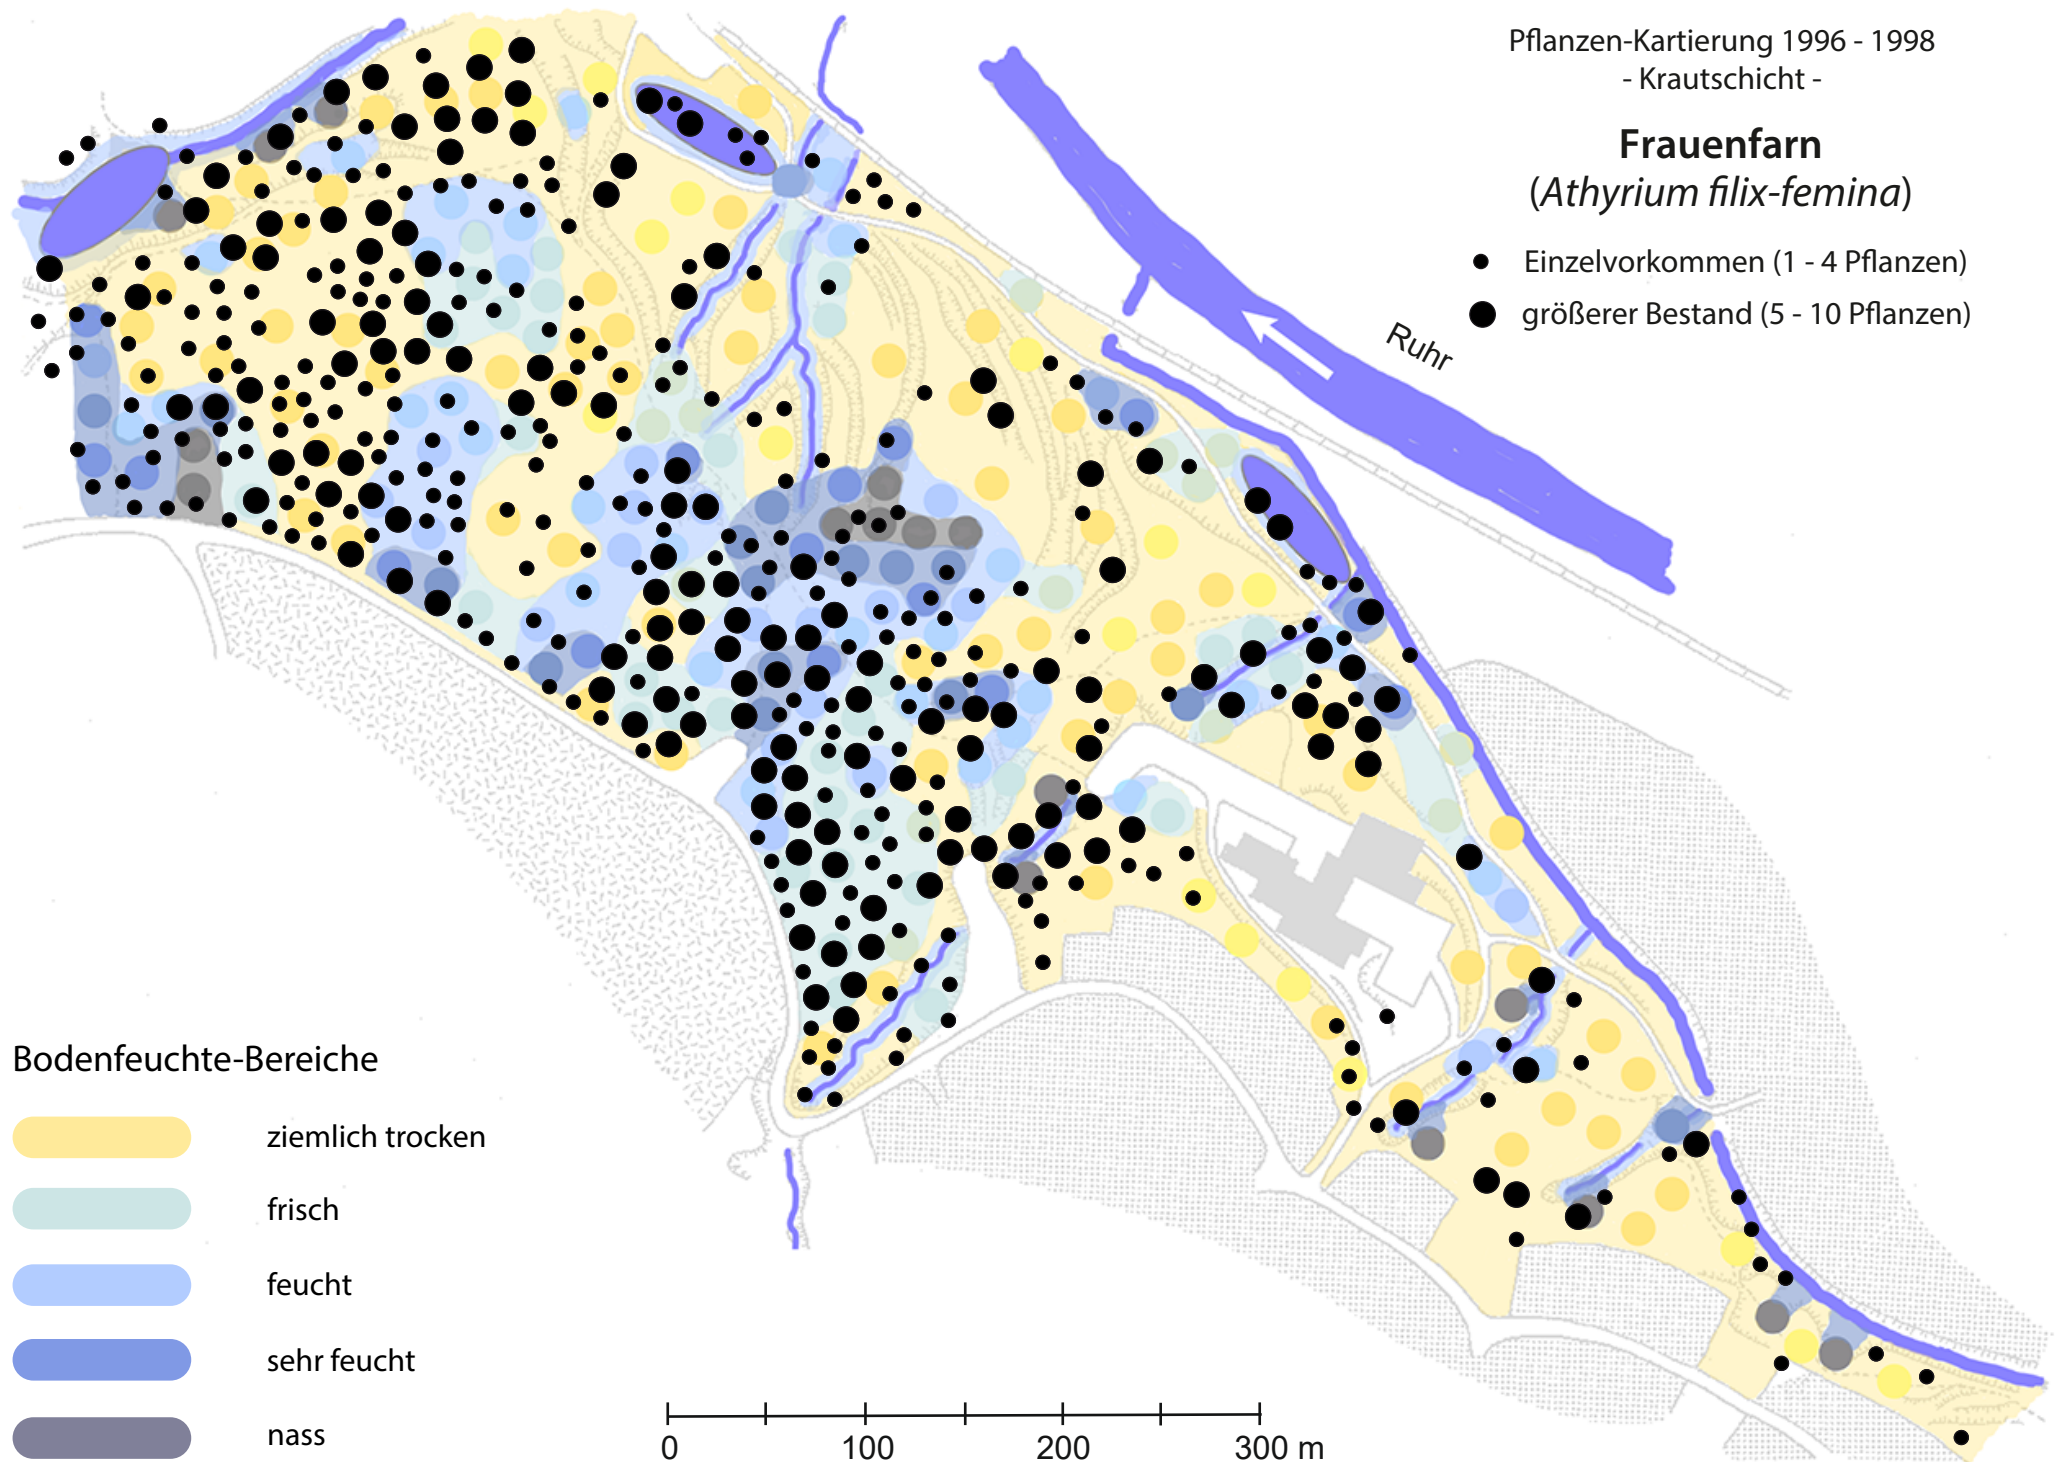 Pflanzen-Kartierung 1996 - 1998
- Krautschicht -
Frauenfarn
(Athyrium filix-femina)
Einzelvorkommen (1 - 4 Pflanzen)
größerer Bestand (5 - 10 Pflanzen)
Ruhr
Bodenfeuchte-Bereiche
ziemlich trocken
frisch
feucht
sehr feucht
nass
0 100 200 300 m